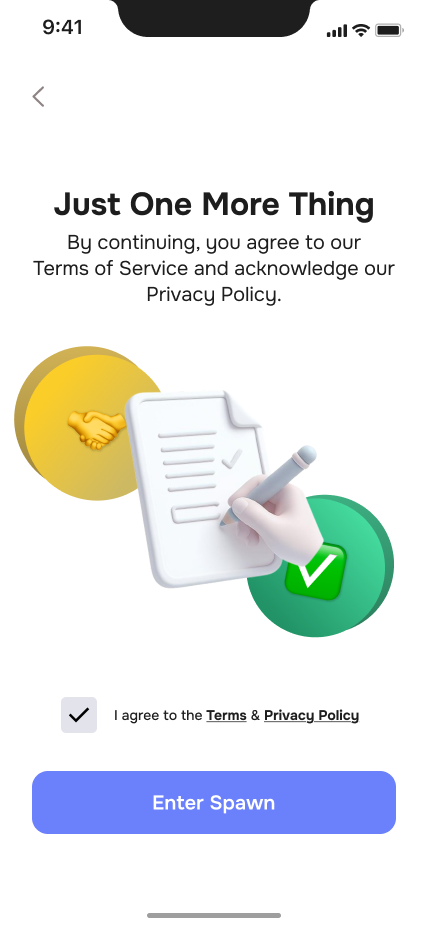 9:41
Just One More Thing
By continuing, you agree to our
Terms of Service and acknowledge our
Privacy Policy.
I agree to the Terms & Privacy Policy
Enter Spawn